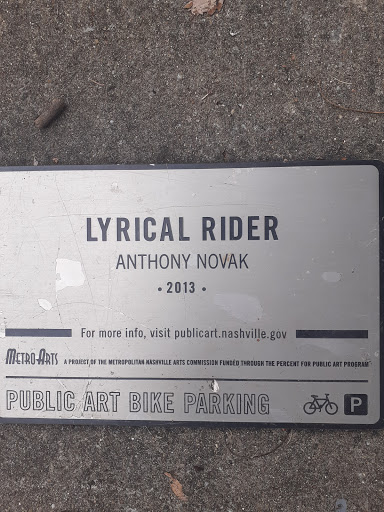 LYRICAL RIDER
ANTHONY NOVAK
• 2013 •
For more info, visit publicart.nashville.gov
METRO ARTS A PROJECT OF THE METROPOLITAN NASHVILLE ARTS COMMISSION FUNDED THROUGH THE PERCENT FOR PUBLIC ART PROGRAM
PUBLIC ART BIKE PARKING P